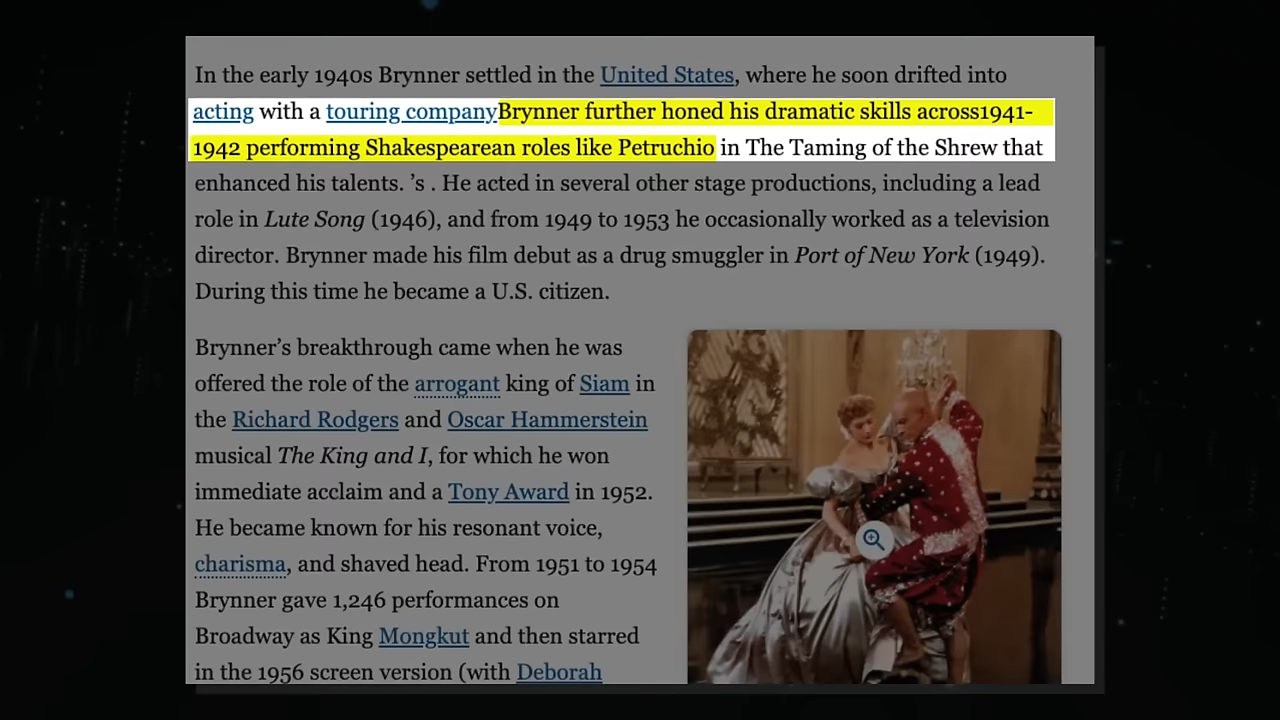 In the early 1940s Brynner settled in the United States, where he soon drifted into
acting with a touring companyBrynner further honed his dramatic skills across1941-
1942 performing Shakespearean roles like Petruchio in The Taming of the Shrew that
enhanced his talents. ’s . He acted in several other stage productions, including a lead
role in Lute Song (1946), and from 1949 to 1953 he occasionally worked as a television
director. Brynner made his film debut as a drug smuggler in Port of New York (1949).
During this time he became a U.S. citizen.
Brynner’s breakthrough came when he was
offered the role of the arrogant king of Siam in
the Richard Rodgers and Oscar Hammerstein
musical The King and I, for which he won
immediate acclaim and a Tony Award in 1952.
He became known for his resonant voice,
charisma, and shaved head. From 1951 to 1954
Brynner gave 1,246 performances on
Broadway as King Mongkut and then starred
in the 1956 screen version (with Deborah